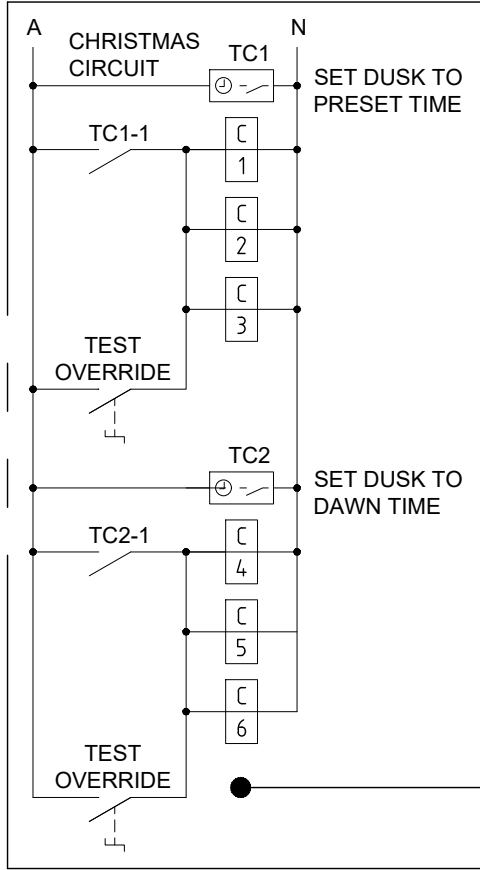 A
N
CHRISTMAS
CIRCUIT
TC1
SET DUSK TO
PRESET TIME
TC1-1
C
1
C
2
C
3
TEST
OVERRIDE
TC2
SET DUSK TO
DAWN TIME
TC2-1
C
4
C
5
C
6
TEST
OVERRIDE